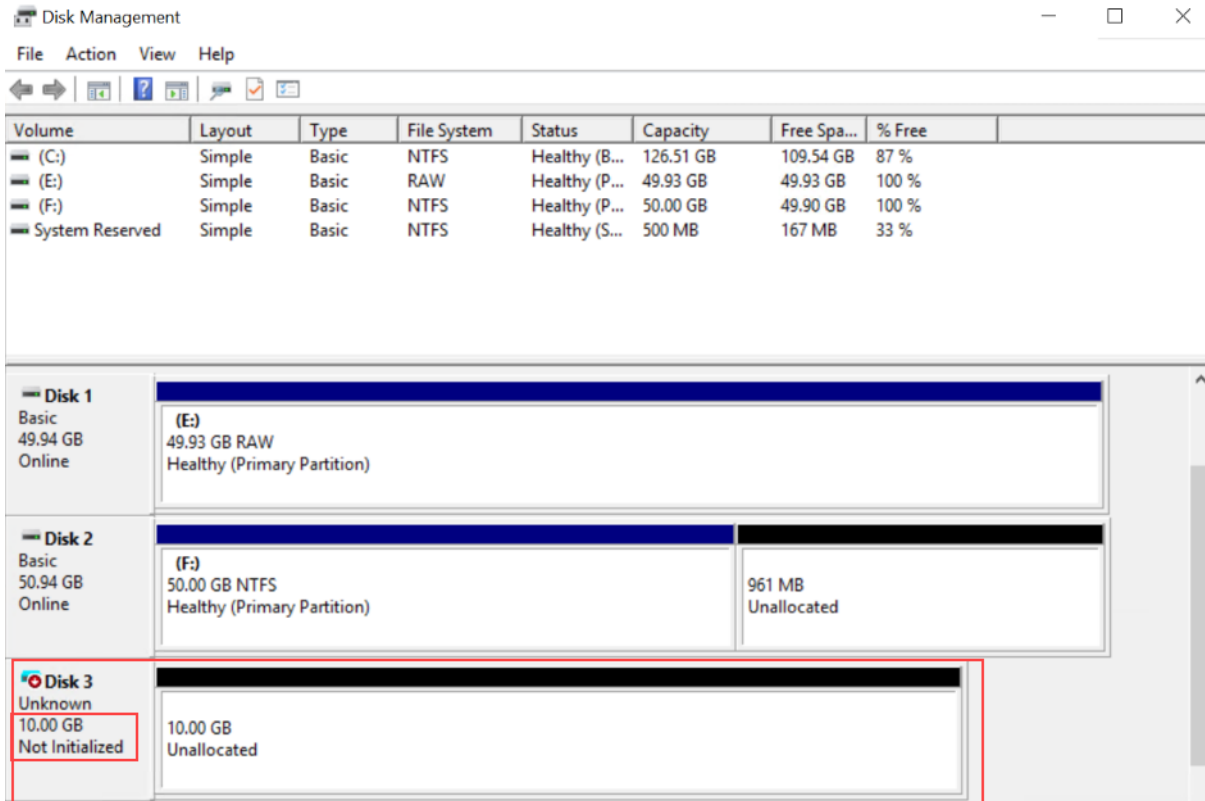 Disk Management
File Action View Help
Volume Layout Type File System Status Capacity Free Spa... % Free
(C:) Simple Basic NTFS Healthy (B... 126.51 GB 109.54 GB 87 %
(E:) Simple Basic RAW Healthy (P... 49.93 GB 49.93 GB 100 %
(F:) Simple Basic NTFS Healthy (P... 50.00 GB 49.90 GB 100 %
System Reserved Simple Basic NTFS Healthy (S... 500 MB 167 MB 33 %
Disk 1
Basic
49.94 GB
Online
(E:)
49.93 GB RAW
Healthy (Primary Partition)
Disk 2
Basic
50.94 GB
Online
(F:)
50.00 GB NTFS
Healthy (Primary Partition)
961 MB
Unallocated
Disk 3
Unknown
10.00 GB
Not Initialized
10.00 GB
Unallocated